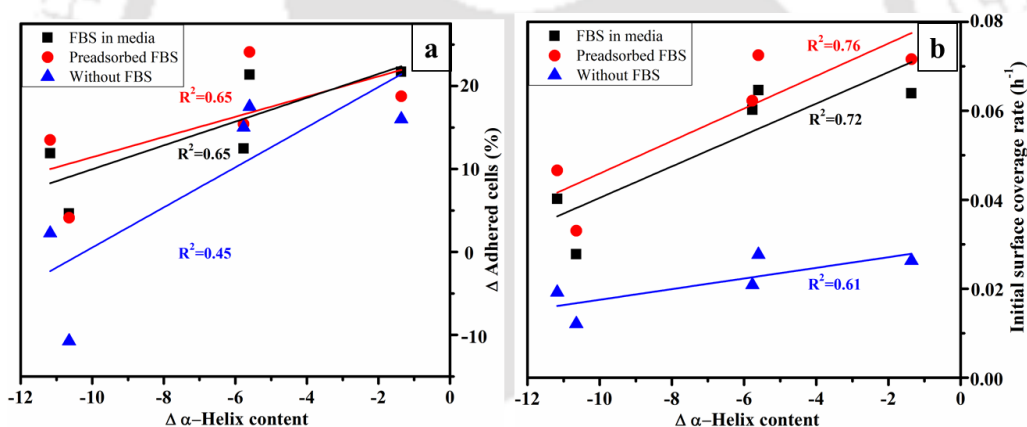 FBS in media
Preadsorbed FBS
Without FBS
a
R²=0.65
R²=0.65
R²=0.45
20
10
0
-10
Δ Adhered cells (%)
-12 -10 -8 -6 -4 -2 0
Δ α−Helix content
FBS in media
Preadsorbed FBS
Without FBS
b
R²=0.76
R²=0.72
R²=0.61
0.08
0.06
0.04
0.02
0.00
Initial surface coverage rate (h⁻¹)
-12 -10 -8 -6 -4 -2 0
Δ α−Helix content